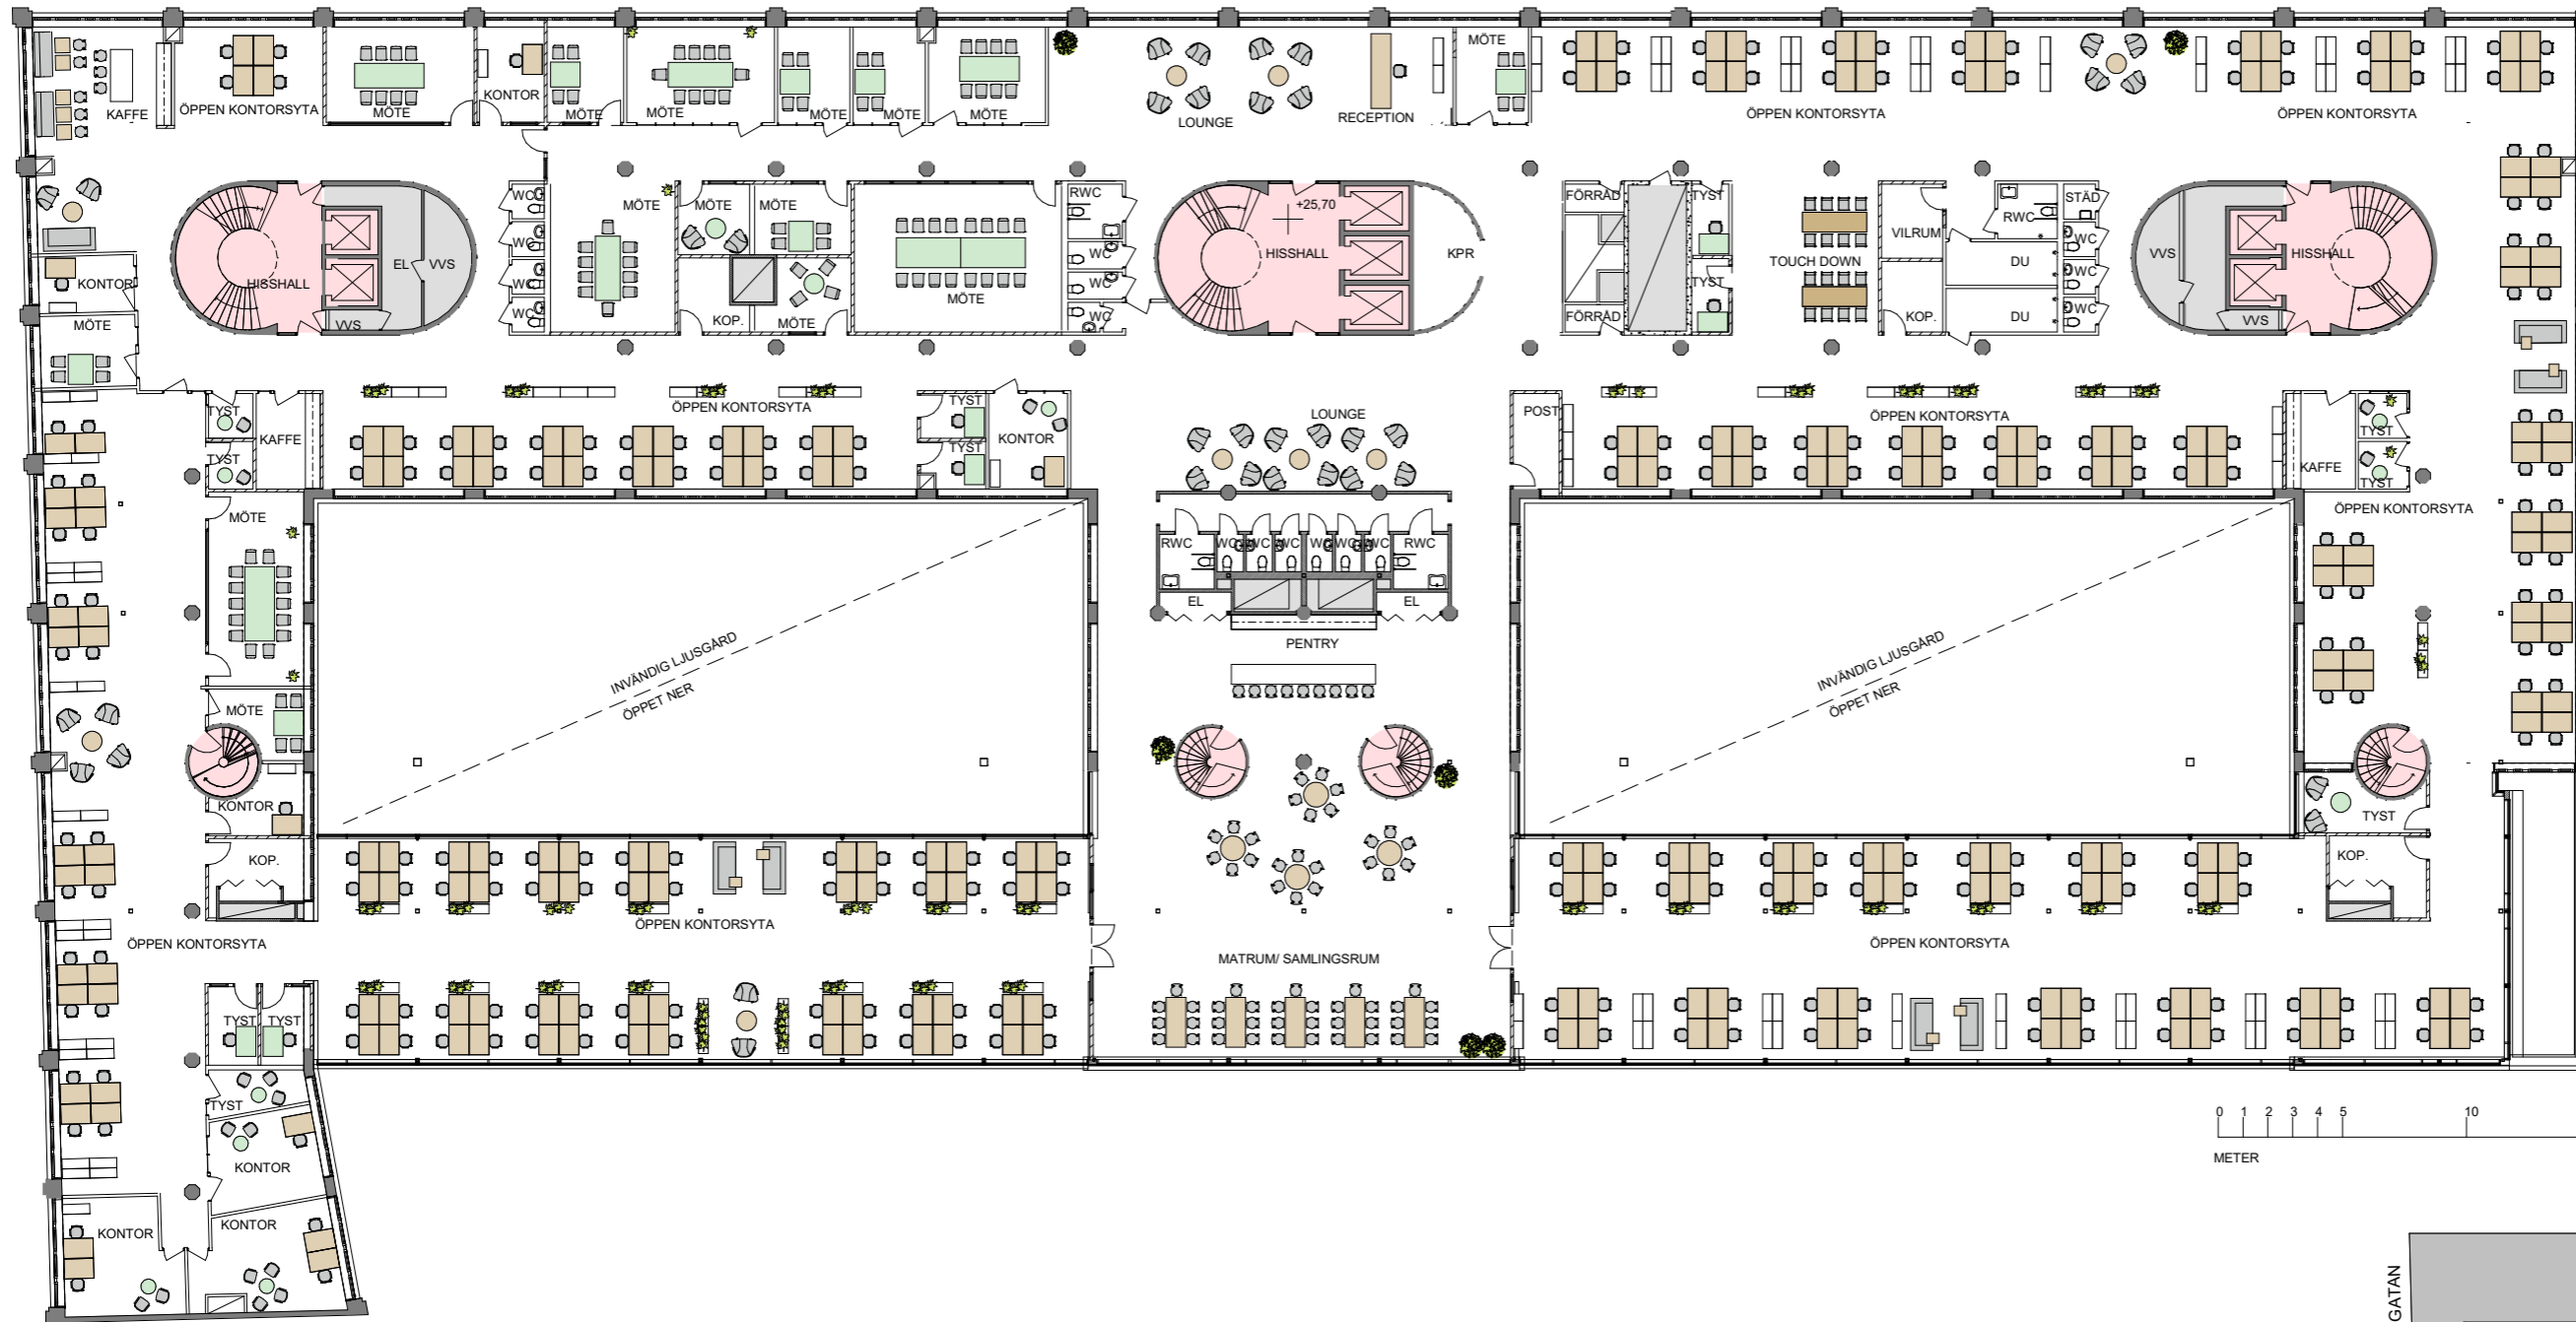 MÖTE
KAFFE
ÖPPEN KONTORSYTA
MÖTE
KONTOR
MÖTE
MÖTE
MÖTE
MÖTE
MÖTE
LOUNGE
RECEPTION
ÖPPEN KONTORSYTA
ÖPPEN KONTORSYTA
WC
WC
WC
WC
MÖTE
MÖTE
MÖTE
RWC
WC
WC
WC
+25,70
HISSHALL
KPR
FÖRRÅD
FÖRRÅD
TYST
TYST
TOUCH DOWN
VILRUM
KOP.
RWC
DU
DU
STÄD
WC
WC
WC
VVS
HISSHALL
VVS
HISSHALL
EL
VVS
VVS
KONTOR
MÖTE
KOP.
MÖTE
MÖTE
TYST
TYST
KAFFE
ÖPPEN KONTORSYTA
TYST
TYST
KONTOR
LOUNGE
POST
ÖPPEN KONTORSYTA
KAFFE
TYST
TYST
ÖPPEN KONTORSYTA
MÖTE
RWC
WC
WC
WC
WC
WC
WC
RWC
EL
EL
PENTRY
INVÄNDIG LJUSGÅRD
ÖPPET NER
INVÄNDIG LJUSGÅRD
ÖPPET NER
MÖTE
KONTOR
KOP.
TYST
KOP.
ÖPPEN KONTORSYTA
ÖPPEN KONTORSYTA
MATRUM/ SAMLINGSRUM
ÖPPEN KONTORSYTA
TYST
TYST
TYST
KONTOR
KONTOR
KONTOR
0 1 2 3 4 5 10
METER
GATAN